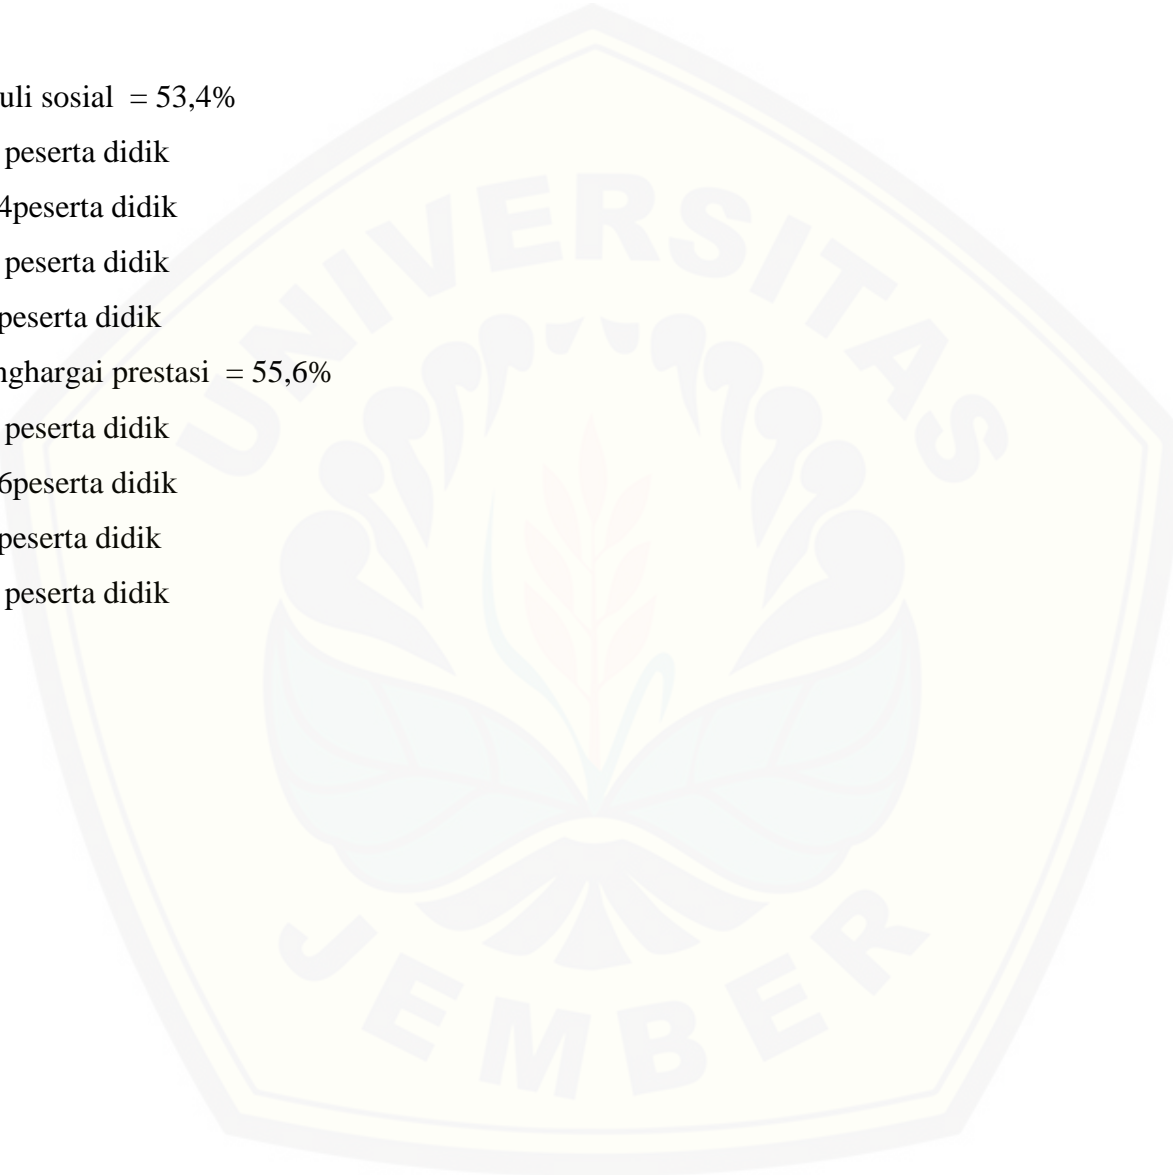 uli sosial = 53,4%
peserta didik
4peserta didik
peserta didik
peserta didik
nghargai prestasi = 55,6%
peserta didik
6peserta didik
peserta didik
peserta didik
UNIVERSITAS
JEMBER